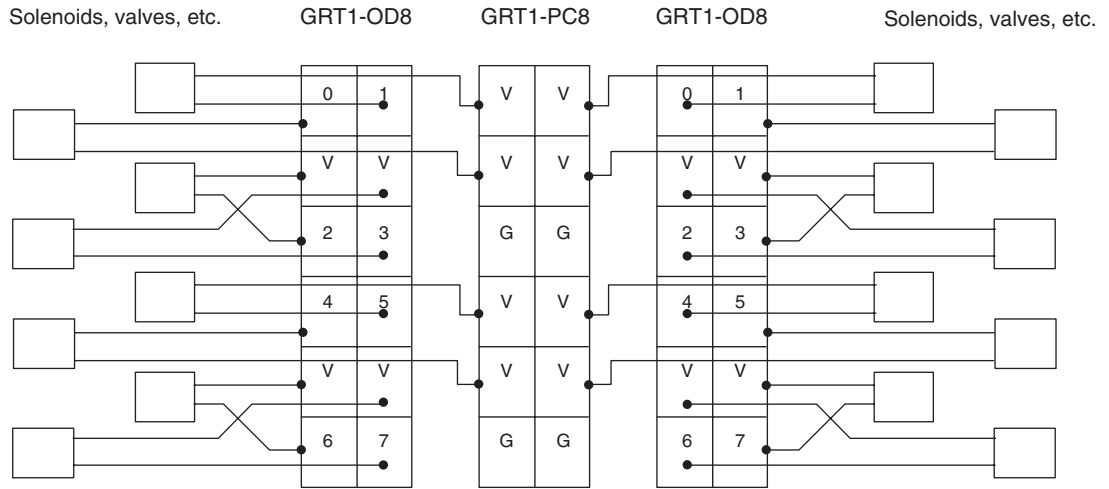 Solenoids, valves, etc. GRT1-OD8 GRT1-PC8 GRT1-OD8 Solenoids, valves, etc.
0 1 V V 0 1
V V V V V V
2 3 G G 2 3
4 5 V V 4 5
V V V V V V
6 7 G G 6 7